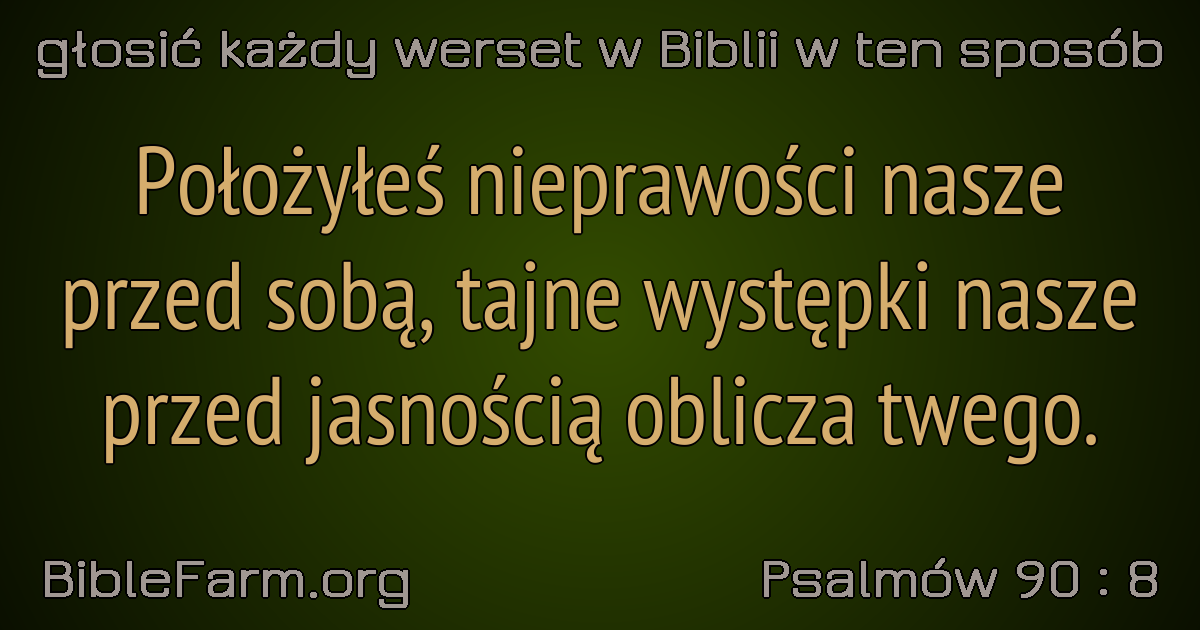 głosić każdy werset w Biblii w ten sposób
Położyłeś nieprawości nasze
przed sobą, tajne występki nasze
przed jasnością oblicza twego.
BibleFarm.org
Psalmów 90 : 8